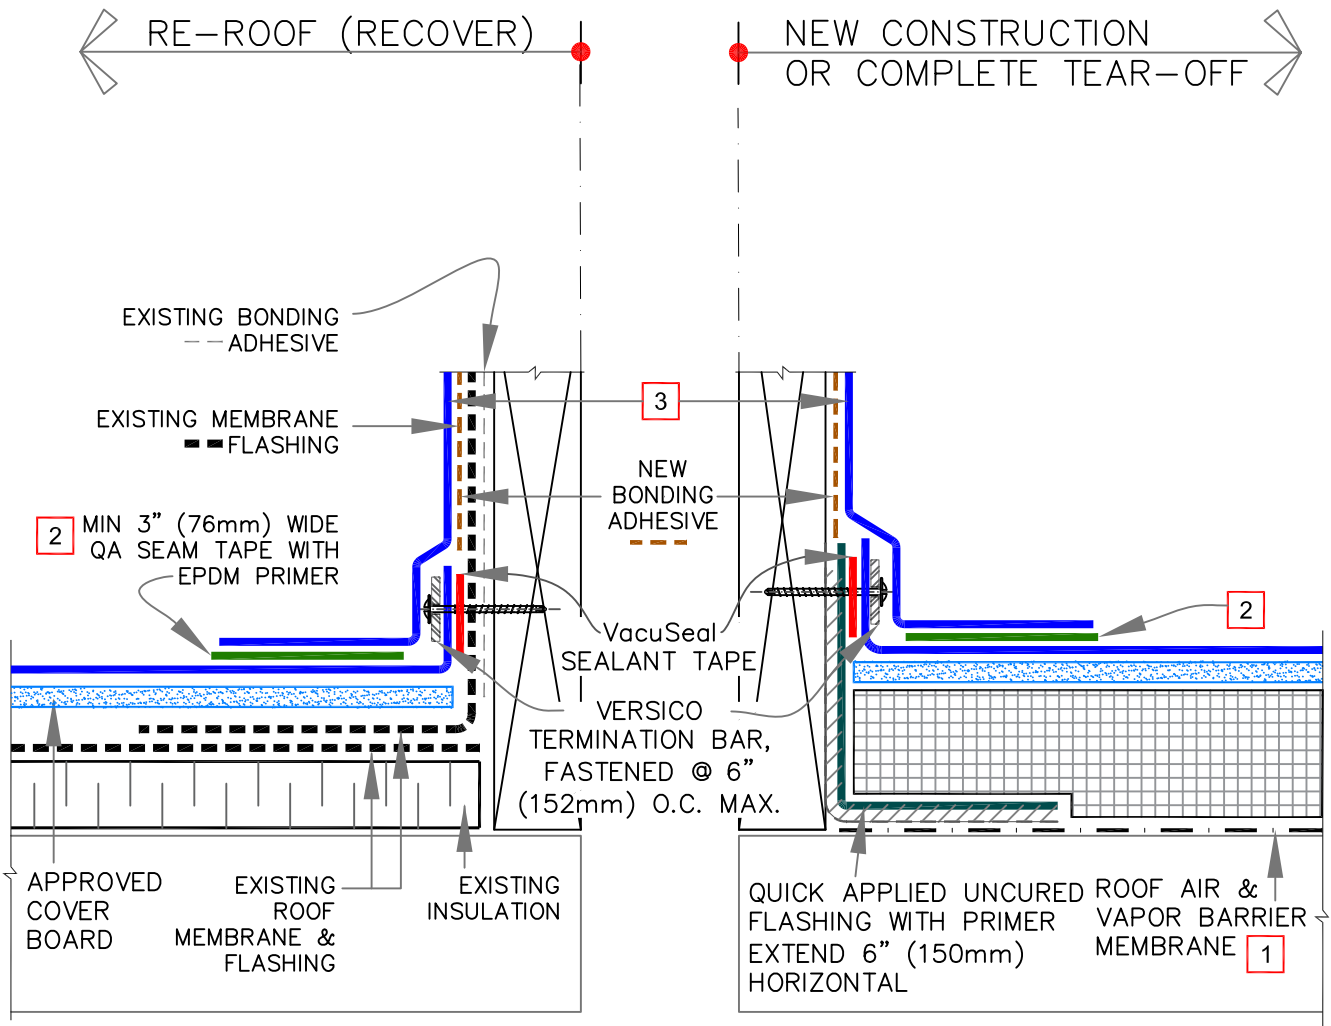 RE-ROOF (RECOVER)
NEW CONSTRUCTION
OR COMPLETE TEAR-OFF
EXISTING BONDING
ADHESIVE
EXISTING MEMBRANE
FLASHING
3
NEW
BONDING
ADHESIVE
2
MIN 3" (76mm) WIDE
QA SEAM TAPE WITH
EPDM PRIMER
2
VacuSeal
SEALANT TAPE
VERSICO
TERMINATION BAR,
FASTENED @ 6"
(152mm) O.C. MAX.
APPROVED
COVER
BOARD
EXISTING
ROOF
MEMBRANE &
FLASHING
EXISTING
INSULATION
QUICK APPLIED UNCURED
FLASHING WITH PRIMER
EXTEND 6" (150mm)
HORIZONTAL
ROOF AIR &
VAPOR BARRIER
MEMBRANE
1